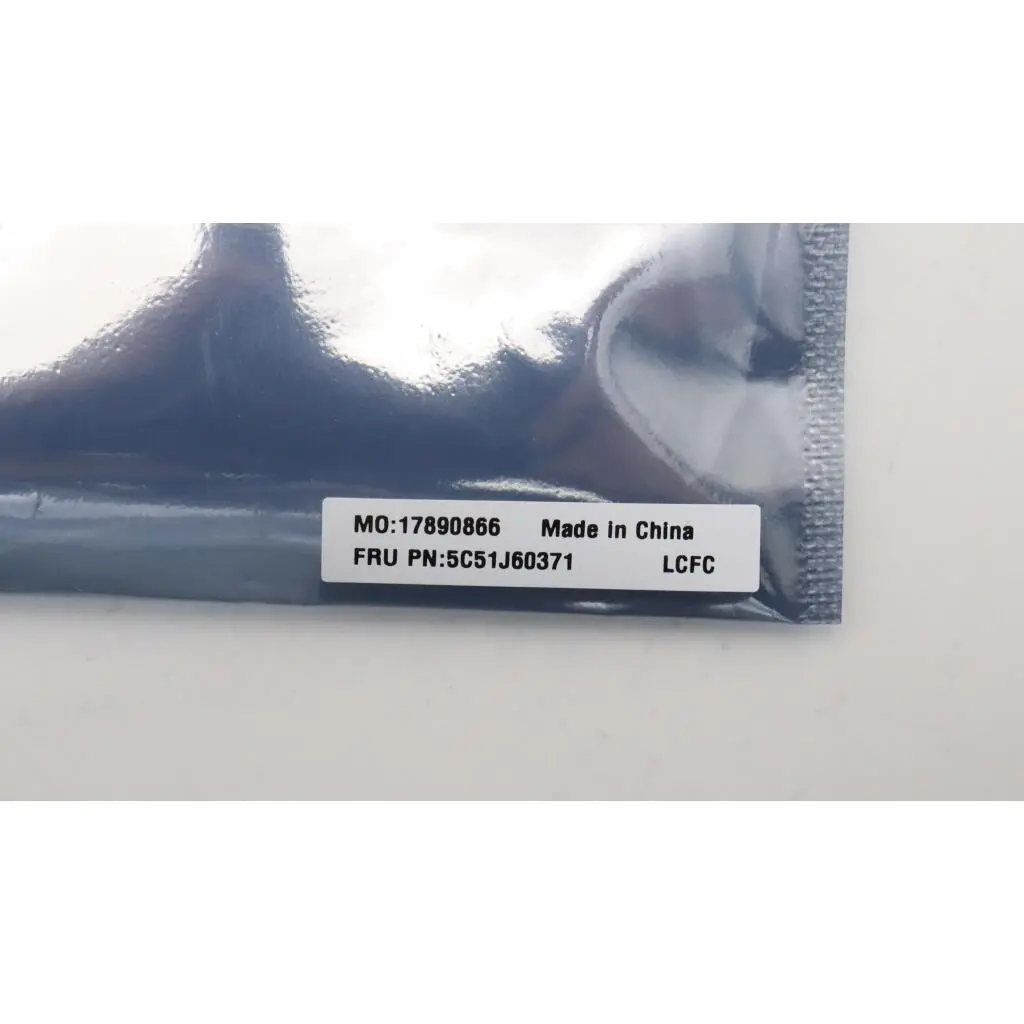 MO:17890866 Made in China
FRU PN:5C51J60371 LCFC